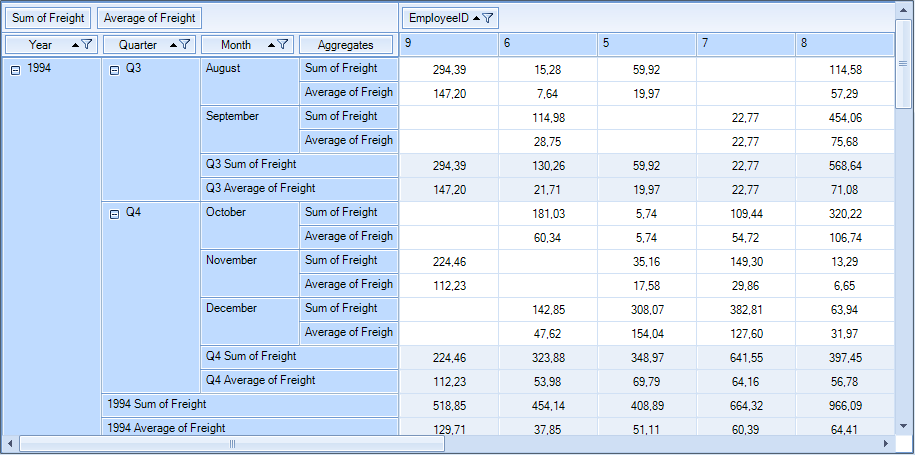 Sum of Freight Average of Freight EmployeeID
Year Quarter Month Aggregates 9 6 5 7 8
1994 Q3 August Sum of Freight 294,39 15,28 59,92 114,58
Average of Freigh 147,20 7,64 19,97 57,29
September Sum of Freight 114,98 22,77 454,06
Average of Freigh 28,75 22,77 75,68
Q3 Sum of Freight 294,39 130,26 59,92 22,77 568,64
Q3 Average of Freight 147,20 21,71 19,97 22,77 71,08
Q4 October Sum of Freight 181,03 5,74 109,44 320,22
Average of Freigh 60,34 5,74 54,72 106,74
November Sum of Freight 224,46 35,16 149,30 13,29
Average of Freigh 112,23 17,58 29,86 6,65
December Sum of Freight 142,85 308,07 382,81 63,94
Average of Freigh 47,62 154,04 127,60 31,97
Q4 Sum of Freight 224,46 323,88 348,97 641,55 397,45
Q4 Average of Freight 112,23 53,98 69,79 64,16 56,78
1994 Sum of Freight 518,85 454,14 408,89 664,32 966,09
1994 Average of Freight 129,71 37,85 51,11 60,39 64,41